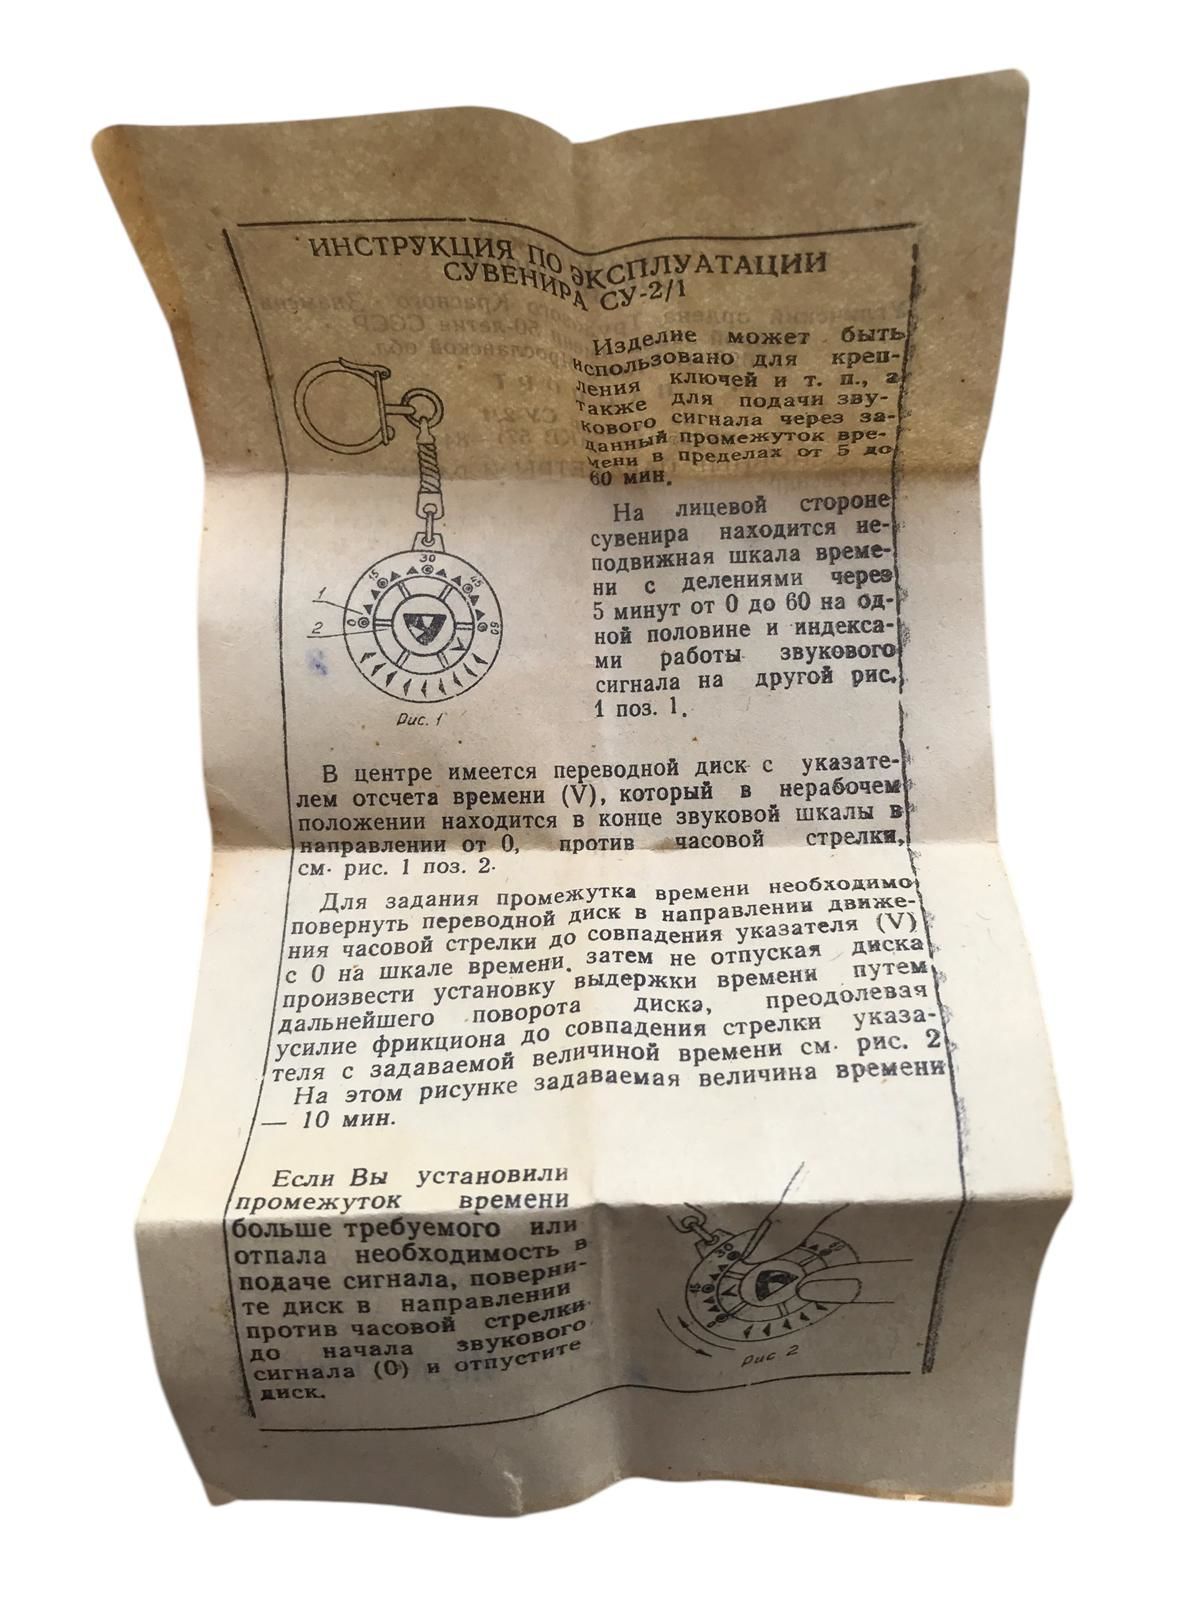 ИНСТРУКЦИЯ ПО ЭКСПЛУАТАЦИИ
СУВЕНИРА СУ-2/1
Изделие может быть
использовано для креп-
ления ключей и т. п., а
также для подачи зву-
кового сигнала через за-
данный промежуток вре-
мени в пределах от 5 до
60 мин.
На лицевой стороне
сувенира находится не-
подвижная шкала време-
ни с делениями через
5 минут от 0 до 60 на од-
ной половине и индекса-
ми работы звукового
сигнала на другой рис.
1 поз. 1.
0 15 30 45 60
1
2
Рис. 1
В центре имеется переводной диск с указате-
лем отсчета времени (V), который в нерабочем
положении находится в конце звуковой шкалы в
направлении от 0, против часовой стрелки,
см. рис. 1 поз. 2.
Для задания промежутка времени необходимо
повернуть переводной диск в направлении движе-
ния часовой стрелки до совпадения указателя (V)
с 0 на шкале времени. затем не отпуская диска
произвести установку выдержки времени путем
дальнейшего поворота диска, преодолевая
усилие фрикциона до совпадения стрелки указа-
теля с задаваемой величиной времени см. рис. 2
На этом рисунке задаваемая величина времени
— 10 мин.
Если Вы установили
промежуток времени
больше требуемого или
отпала необходимость в
подаче сигнала, поверни-
те диск в направлении
против часовой стрелки
до начала звукового
сигнала (0) и отпустите
диск.
0 15 30
Рис 2